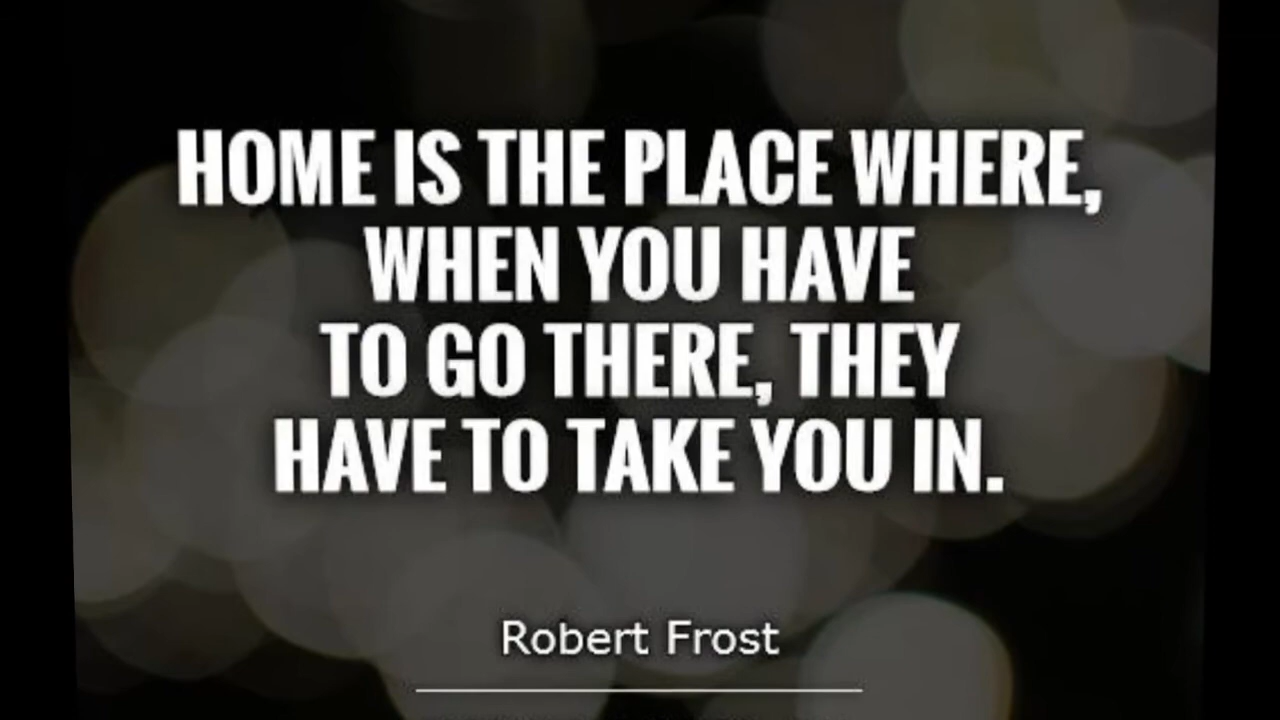 HOME IS THE PLACE WHERE,
WHEN YOU HAVE
TO GO THERE, THEY
HAVE TO TAKE YOU IN.
Robert Frost